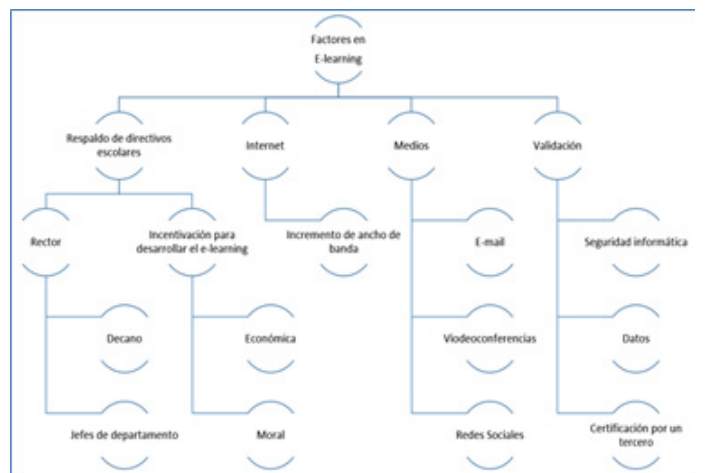 Factores en
E-learning
Respaldo de directivos
escolares
Internet
Medios
Validación
Rector
Incentivación para
desarrollar el e-learning
Incremento de ancho de
banda
E-mail
Seguridad informática
Decano
Económica
Viodeoconferencias
Datos
Jefes de departamento
Moral
Redes Sociales
Certificación por un
tercero